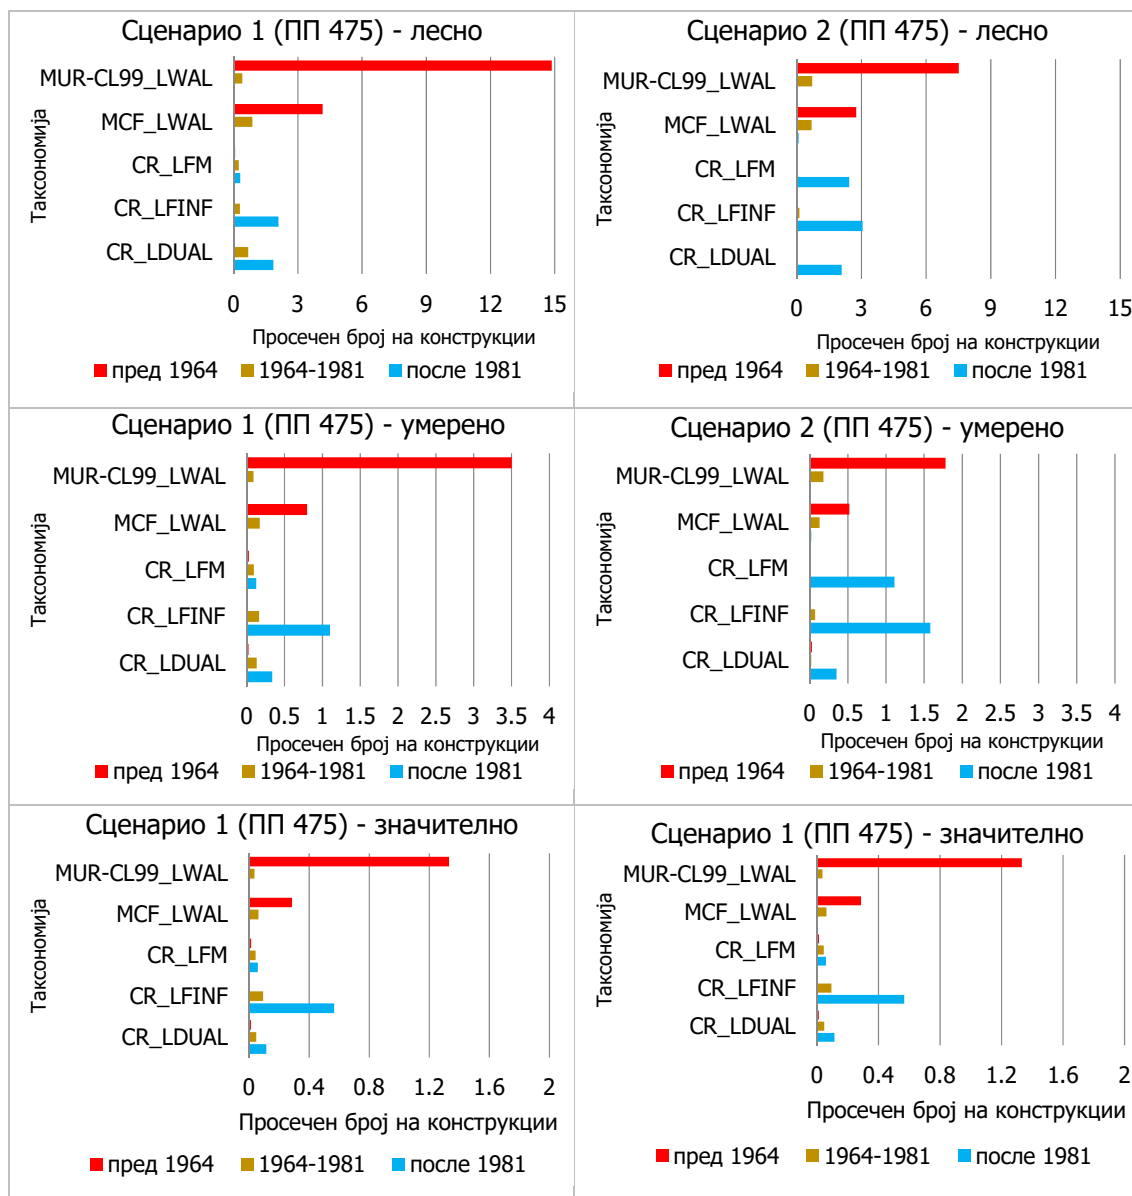 Сценарио 1 (ПП 475) - лесно
Таксономија
MUR-CL99_LWAL
MCF_LWAL
CR_LFM
CR_LFINF
CR_LDUAL
0 3 6 9 12 15
Просечен број на конструкции
пред 1964 1964-1981 после 1981
Сценарио 2 (ПП 475) - лесно
Таксономија
MUR-CL99_LWAL
MCF_LWAL
CR_LFM
CR_LFINF
CR_LDUAL
0 3 6 9 12 15
Просечен број на конструкции
пред 1964 1964-1981 после 1981
Сценарио 1 (ПП 475) - умерено
Таксономија
MUR-CL99_LWAL
MCF_LWAL
CR_LFM
CR_LFINF
CR_LDUAL
0 0.5 1 1.5 2 2.5 3 3.5 4
Просечен број на конструкции
пред 1964 1964-1981 после 1981
Сценарио 2 (ПП 475) - умерено
Таксономија
MUR-CL99_LWAL
MCF_LWAL
CR_LFM
CR_LFINF
CR_LDUAL
0 0.5 1 1.5 2 2.5 3 3.5 4
Просечен број на конструкции
пред 1964 1964-1981 после 1981
Сценарио 1 (ПП 475) - значително
Таксономија
MUR-CL99_LWAL
MCF_LWAL
CR_LFM
CR_LFINF
CR_LDUAL
0 0.4 0.8 1.2 1.6 2
Просечен број на конструкции
пред 1964 1964-1981 после 1981
Сценарио 1 (ПП 475) - значително
Таксономија
MUR-CL99_LWAL
MCF_LWAL
CR_LFM
CR_LFINF
CR_LDUAL
0 0.4 0.8 1.2 1.6 2
Просечен број на конструкции
пред 1964 1964-1981 после 1981